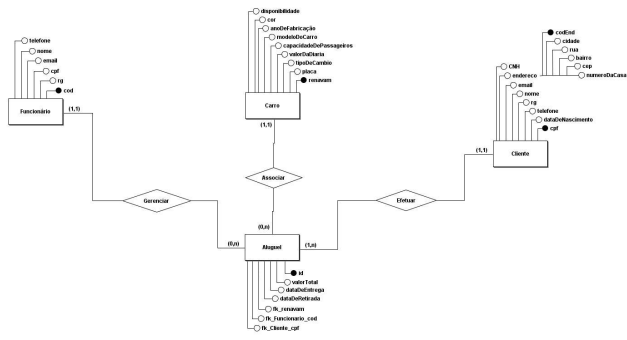 telefone
nome
email
cpf
rg
cod
Funcionário
(1,1)
disponibilidade
cor
anoDeFabricação
modeloDeCarro
capacidadeDePassageiros
valorDaDiaria
tipoDeCambio
placa
renavam
Carro
(1,1)
codEnd
cidade
rua
bairro
cep
numeroDaCasa
CNH
endereco
email
nome
rg
telefone
dataDeNascimento
cpf
Cliente
(1,1)
Associar
Gerenciar
Efetuar
(0,n)
(0,n)
(1,n)
Aluguel
id
valorTotal
dataDeEntrega
dataDeRetirada
fk_renavam
fk_Funcionario_cod
fk_Cliente_cpf